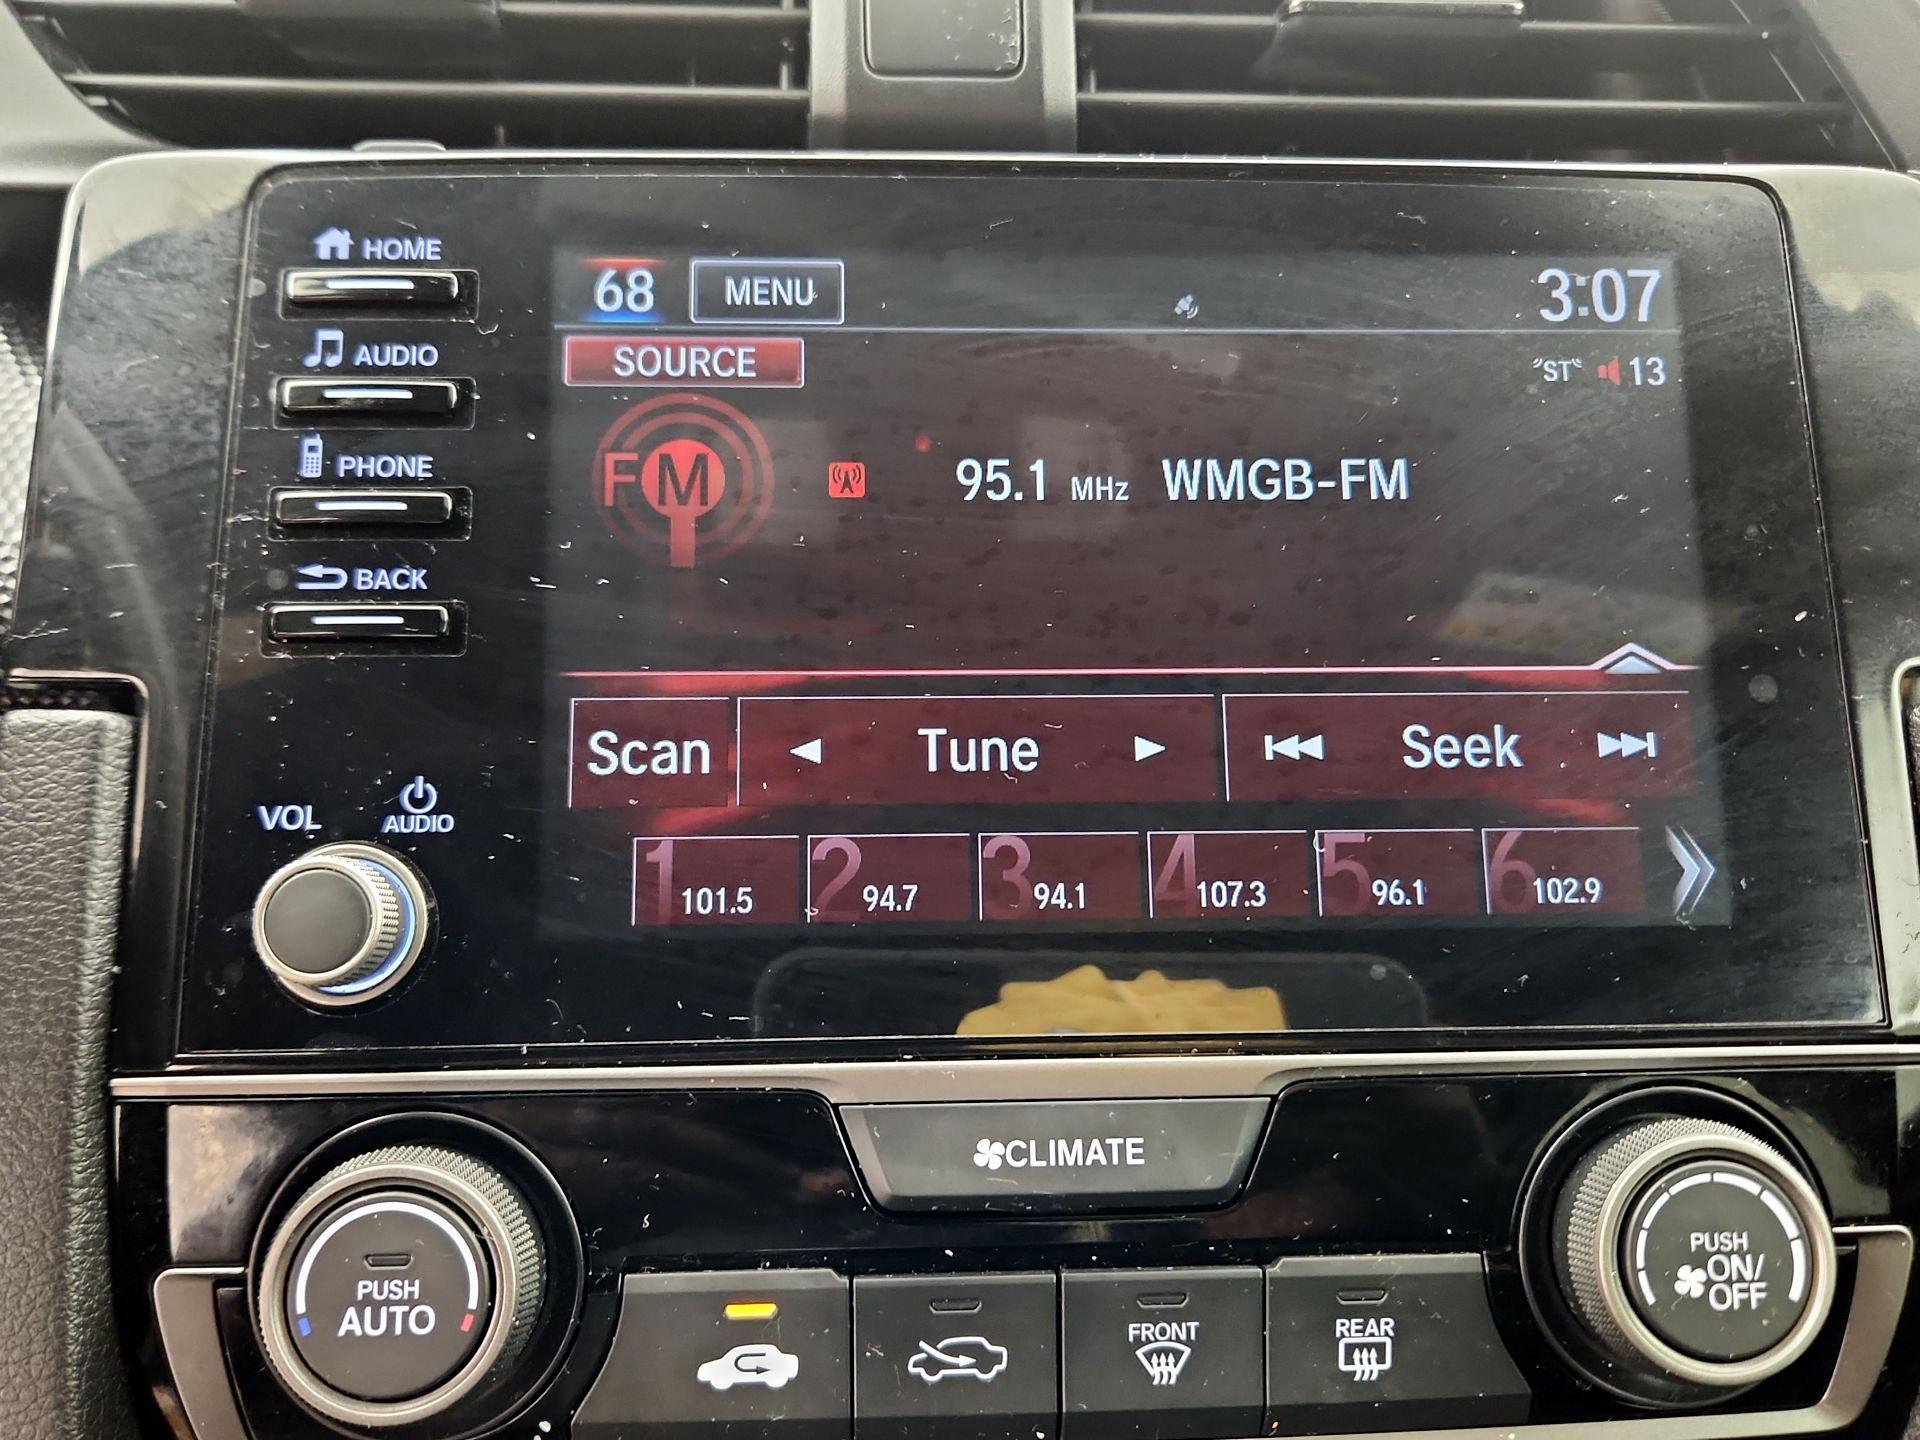 HOME
68 MENU 3:07
AUDIO
SOURCE
"ST" 13
FM
95.1 MHz WMGB-FM
PHONE
BACK
Scan Tune Seek
VOL AUDIO
1 101.5 2 94.7 3 94.1 4 107.3 5 96.1 6 102.9
CLIMATE
PUSH
AUTO
FRONT
REAR
PUSH
ON/
OFF